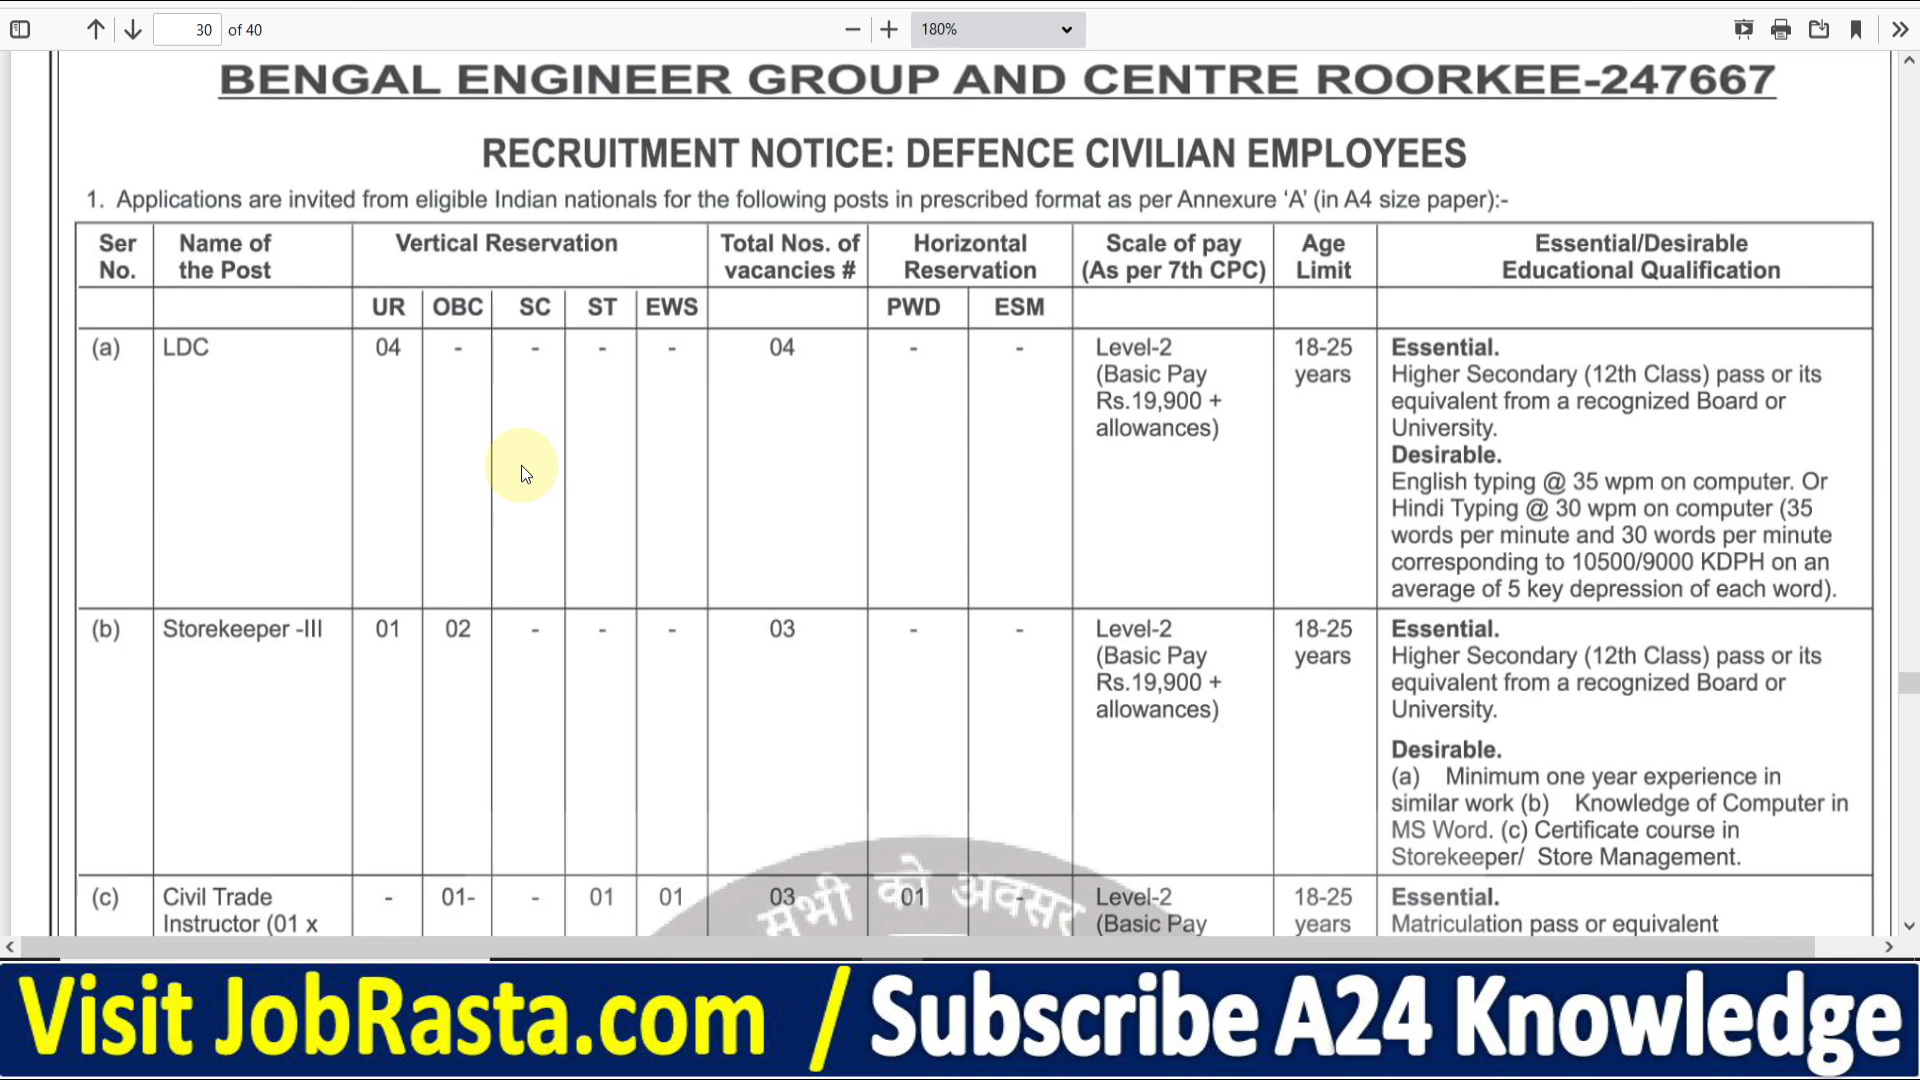 30 of 40
180%
BENGAL ENGINEER GROUP AND CENTRE ROORKEE-247667
RECRUITMENT NOTICE: DEFENCE CIVILIAN EMPLOYEES
1. Applications are invited from eligible Indian nationals for the following posts in prescribed format as per Annexure ‘A’ (in A4 size paper):-
Ser No. Name of the Post Vertical Reservation Total Nos. of vacancies # Horizontal Reservation Scale of pay (As per 7th CPC) Age Limit Essential/Desirable Educational Qualification
UR OBC SC ST EWS PWD ESM
(a) LDC 04 - - - - 04 - - Level-2 18-25 Essential.
(Basic Pay years Higher Secondary (12th Class) pass or its
Rs.19,900 + equivalent from a recognized Board or
allowances) University.
Desirable.
English typing @ 35 wpm on computer. Or
Hindi Typing @ 30 wpm on computer (35
words per minute and 30 words per minute
corresponding to 10500/9000 KDPH on an
average of 5 key depression of each word).
(b) Storekeeper -III 01 02 - - - 03 - - Level-2 18-25 Essential.
(Basic Pay years Higher Secondary (12th Class) pass or its
Rs.19,900 + equivalent from a recognized Board or
allowances) University.
Desirable.
(a) Minimum one year experience in
similar work (b) Knowledge of Computer in
MS Word. (c) Certificate course in
Storekeeper/ Store Management.
(c) Civil Trade - 01- - 01 01 03 01 - Level-2 18-25 Essential.
Instructor (01 x (Basic Pay years Matriculation pass or equivalent
सभी को अवसर
Visit JobRasta.com / Subscribe A24 Knowledge